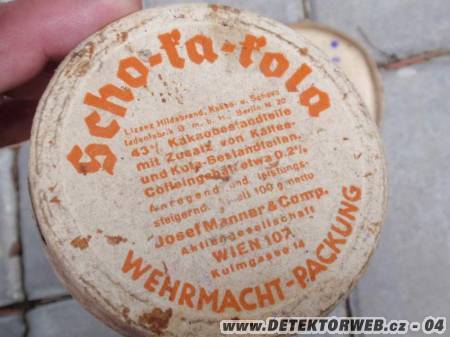 Scho-ka-kola
Lizenz Hildebrand, Kakao- u. Schoko-
ladenfabrik G. m. b. H., Berlin N. 20
43% Kakaobestandteile
mit Zusatz von Kaffee-
und Kola-Bestandteilen.
Coffeingehalt etwa 0.2%
Anregend und leistungs-
steigernd. 100 g netto
Josef Manner & Comp.
Aktiengesellschaft
WIEN 107
Kulmgasse 14
WEHRMACHT-PACKUNG
www.DETEKTORWEB.cz - 04